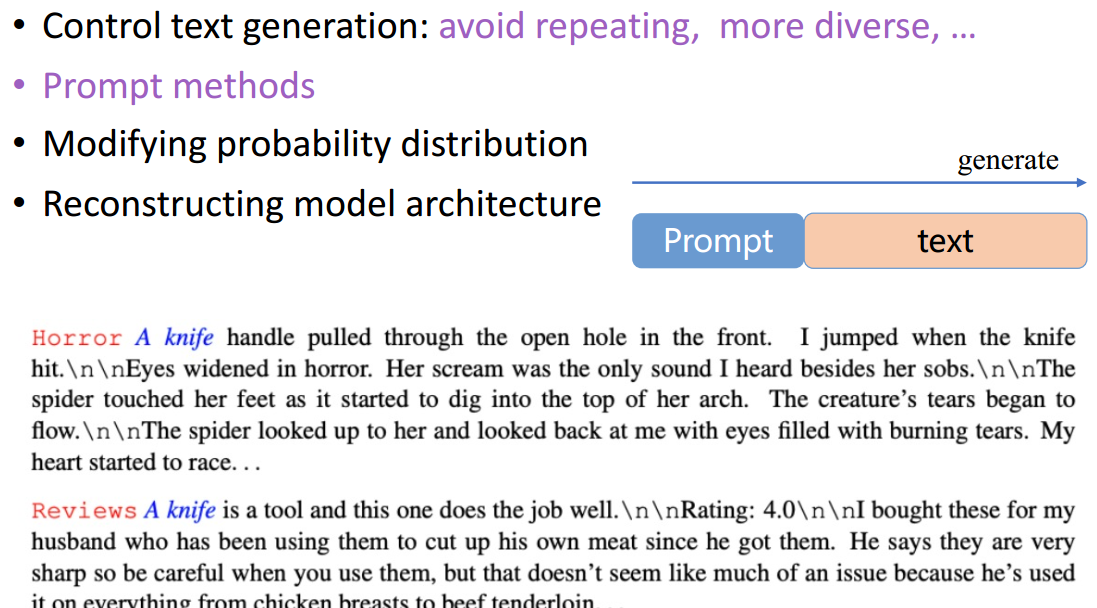 • Control text generation: avoid repeating, more diverse, …
• Prompt methods
• Modifying probability distribution
• Reconstructing model architecture
generate
Prompt text
Horror A knife handle pulled through the open hole in the front. I jumped when the knife
hit.\n\nEyes widened in horror. Her scream was the only sound I heard besides her sobs.\n\nThe
spider touched her feet as it started to dig into the top of her arch. The creature's tears began to
flow.\n\nThe spider looked up to her and looked back at me with eyes filled with burning tears. My
heart started to race. . .
Reviews A knife is a tool and this one does the job well.\n\nRating: 4.0\n\nI bought these for my
husband who has been using them to cut up his own meat since he got them. He says they are very
sharp so be careful when you use them, but that doesn't seem like much of an issue because he's used
it on everything from chicken breasts to beef tenderloin. . .